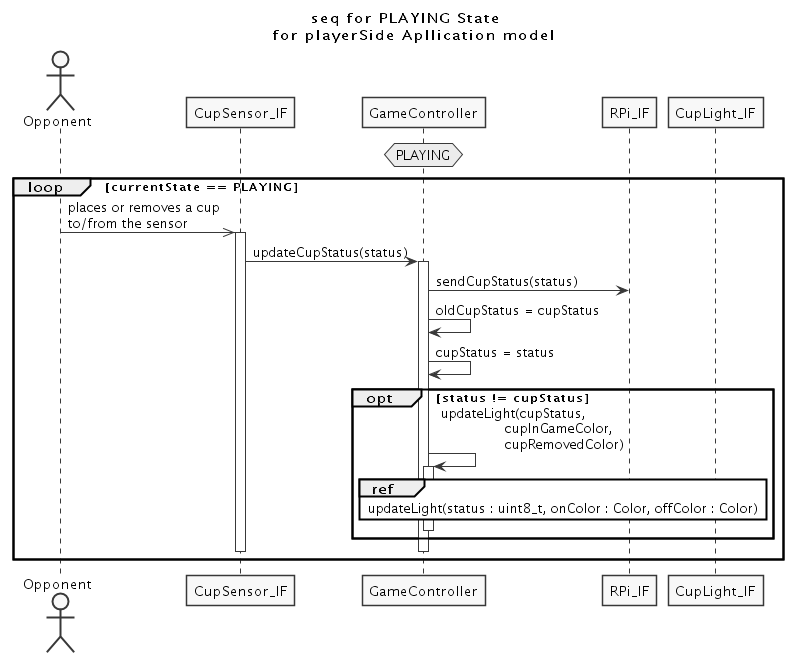 seq for PLAYING State
for playerSide Apllication model
Opponent
CupSensor_IF
GameController
RPi_IF
CupLight_IF
PLAYING
loop
[currentState == PLAYING]
places or removes a cup
to/from the sensor
updateCupStatus(status)
sendCupStatus(status)
oldCupStatus = cupStatus
cupStatus = status
opt
[status != cupStatus]
updateLight(cupStatus,
cupInGameColor,
cupRemovedColor)
ref
updateLight(status : uint8_t, onColor : Color, offColor : Color)
Opponent
CupSensor_IF
GameController
RPi_IF
CupLight_IF